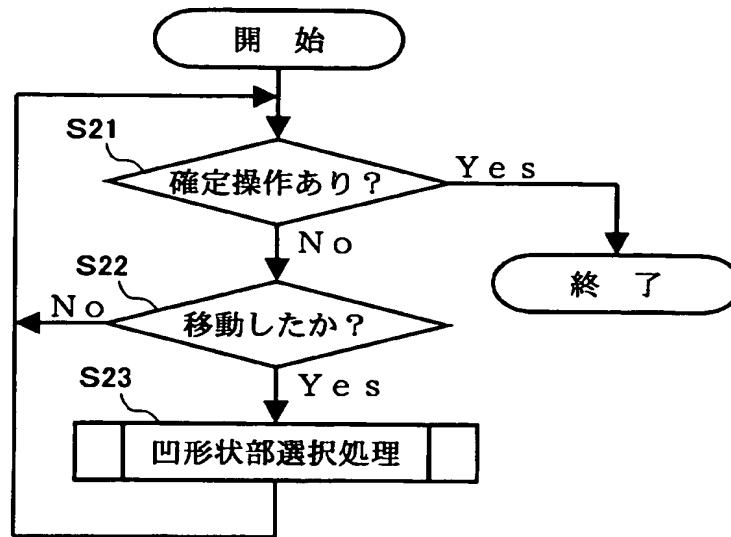 開 始
S21
確定操作あり?
Yes
No
終 了
S22
No
移動したか?
S23
Yes
凹形状部選択処理